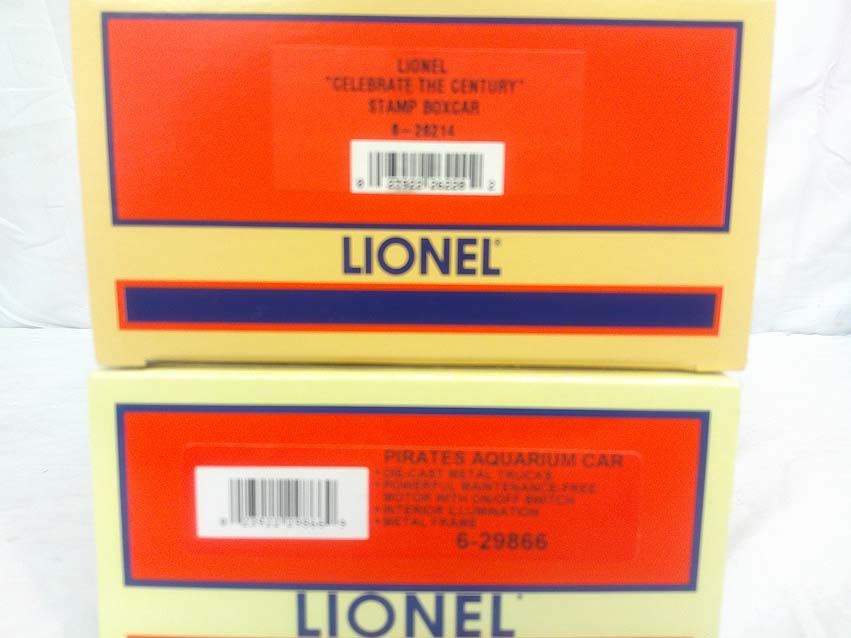 LIONEL
"CELEBRATE THE CENTURY"
STAMP BOXCAR
6-26214
LIONEL
PIRATES AQUARIUM CAR
• DIE-CAST METAL TRUCKS
• POWERFUL MAINTENANCE-FREE
MOTOR WITH ON/OFF SWITCH
• INTERIOR ILLUMINATION
• METAL FRAME
6-29866
LIONEL